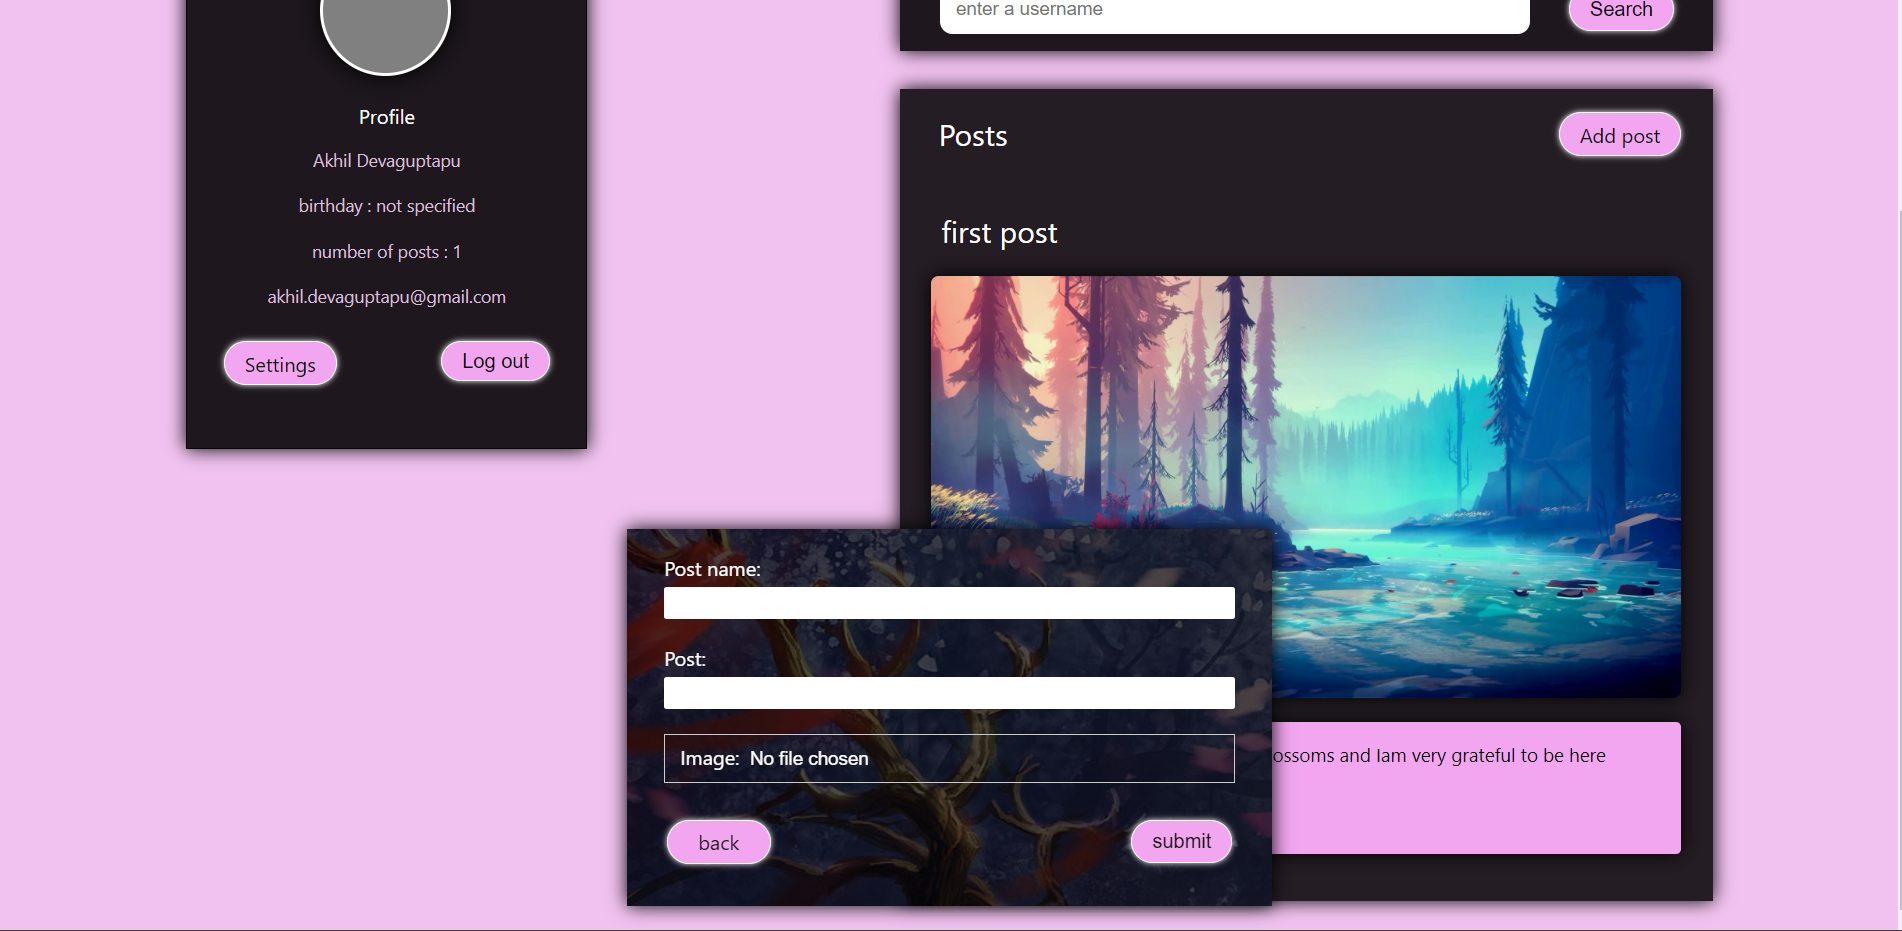 enter a username
Search
Profile
Akhil Devaguptapu
birthday : not specified
number of posts : 1
akhil.devaguptapu@gmail.com
Settings
Log out
Posts
Add post
first post
Post name:
Post:
Image: No file chosen
back
submit
and Iam very grateful to be here